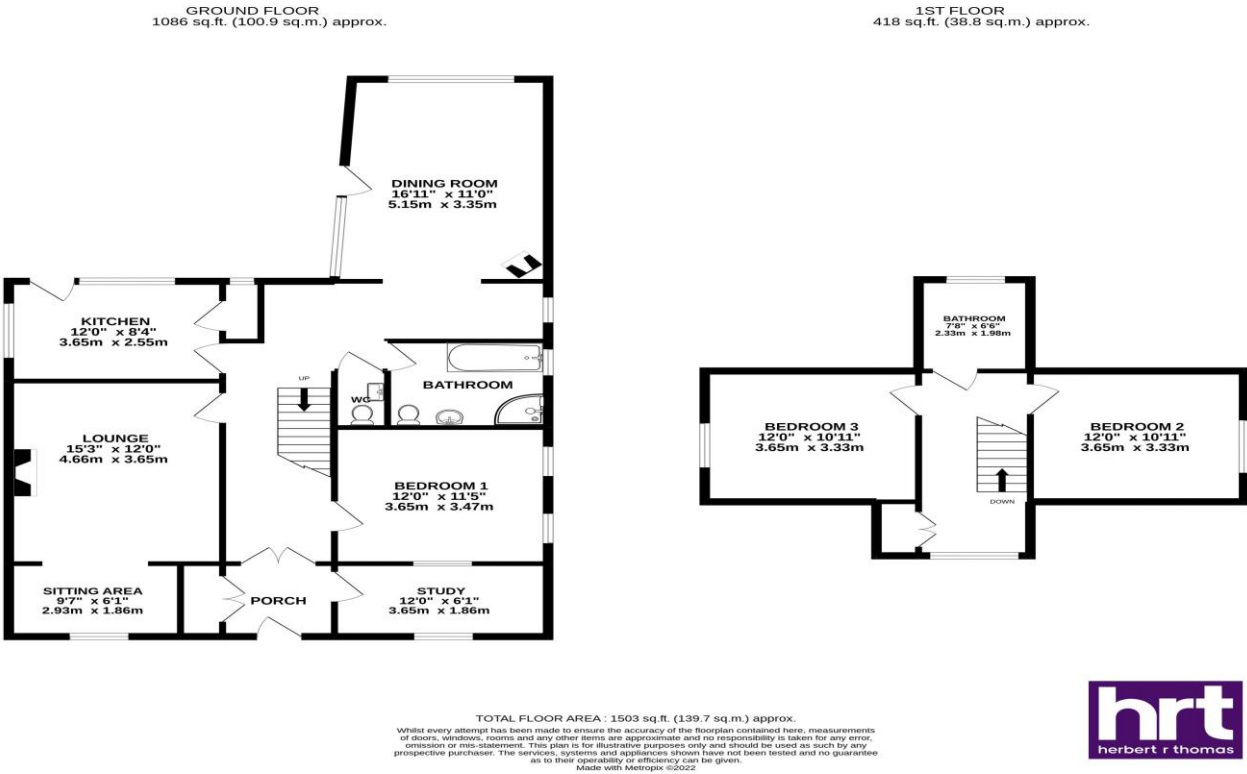 GROUND FLOOR
1086 sq.ft. (100.9 sq.m.) approx.
1ST FLOOR
418 sq.ft. (38.8 sq.m.) approx.
DINING ROOM
16'11" x 11'0"
5.15m x 3.35m
KITCHEN
12'0" x 8'4"
3.65m x 2.55m
UP
WC
BATHROOM
LOUNGE
15'3" x 12'0"
4.66m x 3.65m
BEDROOM 1
12'0" x 11'5"
3.65m x 3.47m
SITTING AREA
9'7" x 6'1"
2.93m x 1.86m
PORCH
STUDY
12'0" x 6'1"
3.65m x 1.86m
BATHROOM
7'8" x 6'6"
2.33m x 1.98m
BEDROOM 3
12'0" x 10'11"
3.65m x 3.33m
BEDROOM 2
12'0" x 10'11"
3.65m x 3.33m
DOWN
TOTAL FLOOR AREA : 1503 sq.ft. (139.7 sq.m.) approx.
Whilst every attempt has been made to ensure the accuracy of the floorplan contained here, measurements
of doors, windows, rooms and any other items are approximate and no responsibility is taken for any error,
omission or mis-statement. This plan is for illustrative purposes only and should be used as such by any
prospective purchaser. The services, systems and appliances shown have not been tested and no guarantee
as to their operability or efficiency can be given.
Made with Metropix ©2022
hrt
herbert r thomas